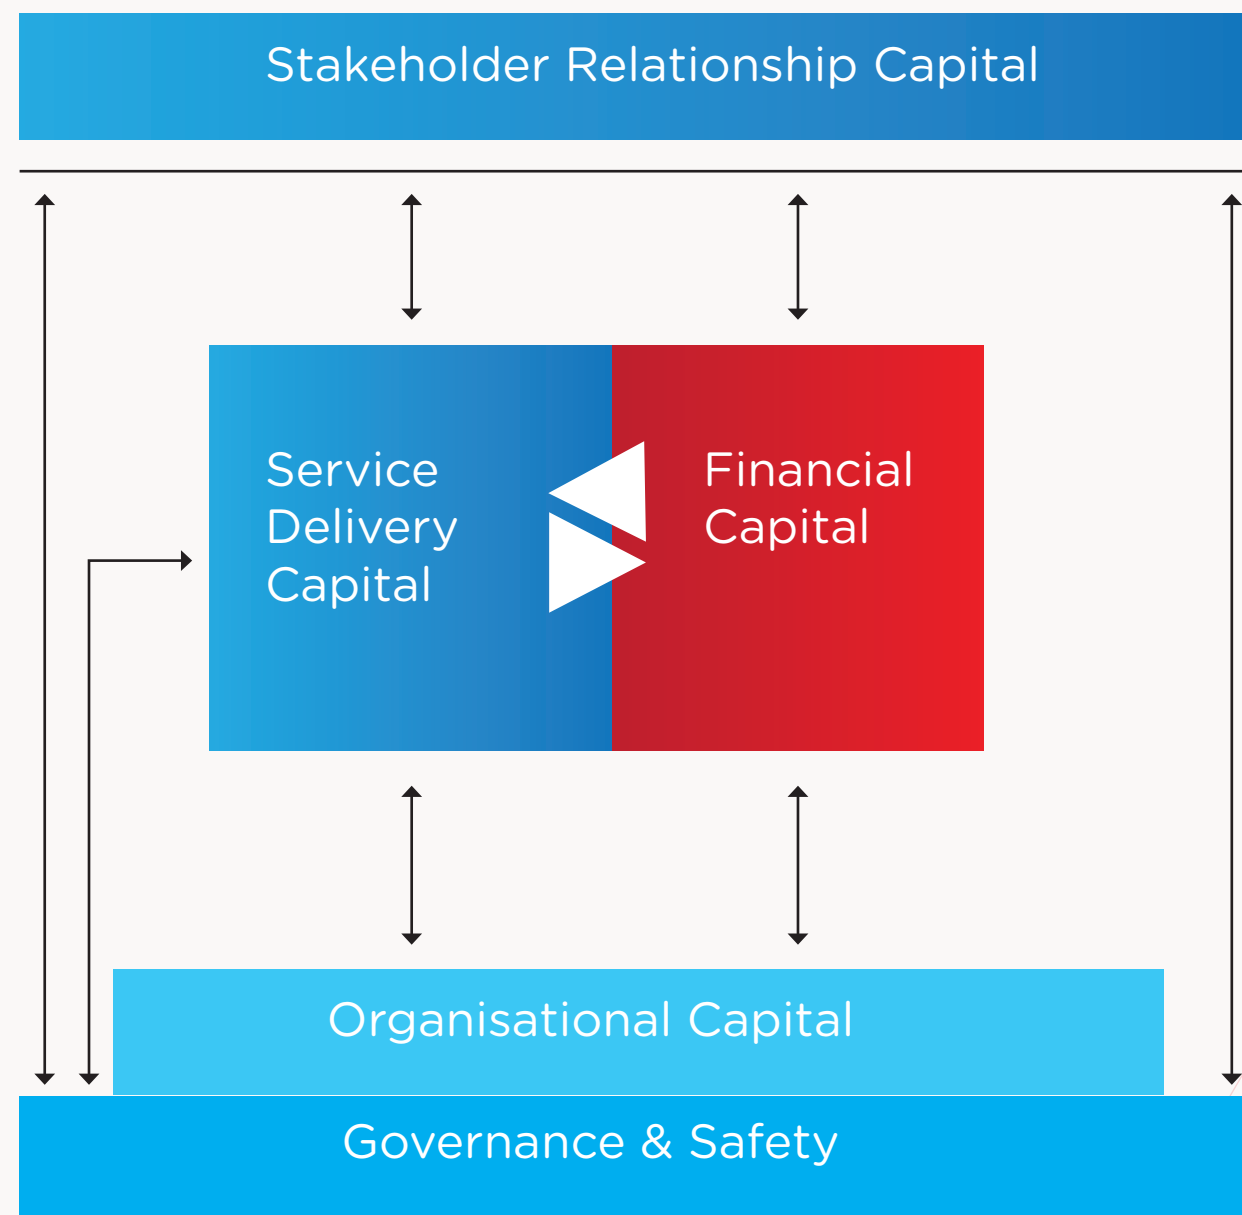 Stakeholder Relationship Capital
Service
Delivery
Capital
Financial
Capital
Organisational Capital
Governance & Safety